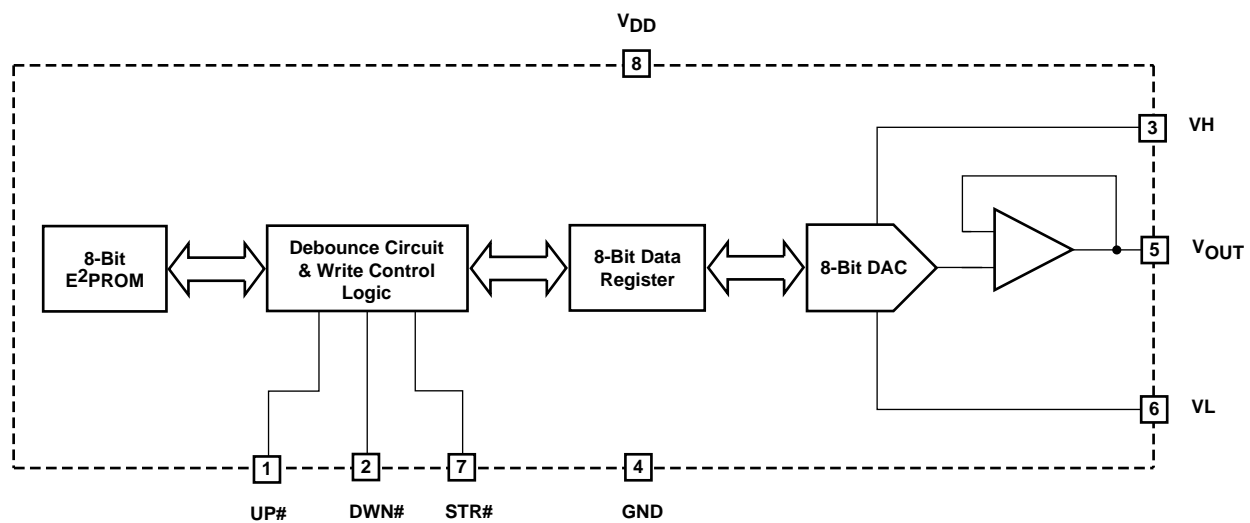 VDD
8
3 VH
8-Bit
E2PROM
Debounce Circuit
& Write Control
Logic
8-Bit Data
Register
8-Bit DAC
5 VOUT
6 VL
1
2
7
4
UP#
DWN#
STR#
GND